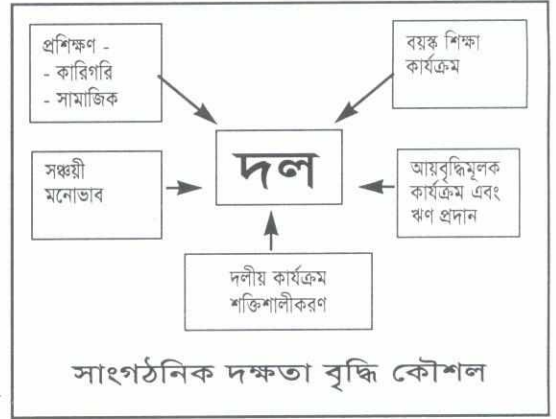 প্রশিক্ষণ -
- কারিগরি
- সামাজিক
বয়স্ক শিক্ষা
কার্যক্রম
দল
সঞ্চয়ী
মনোভাব
আয়বৃদ্ধিমূলক
কার্যক্রম এবং
ঋণ প্রদান
দলীয় কার্যক্রম
শক্তিশালীকরণ
সাংগঠনিক দক্ষতা বৃদ্ধি কৌশল